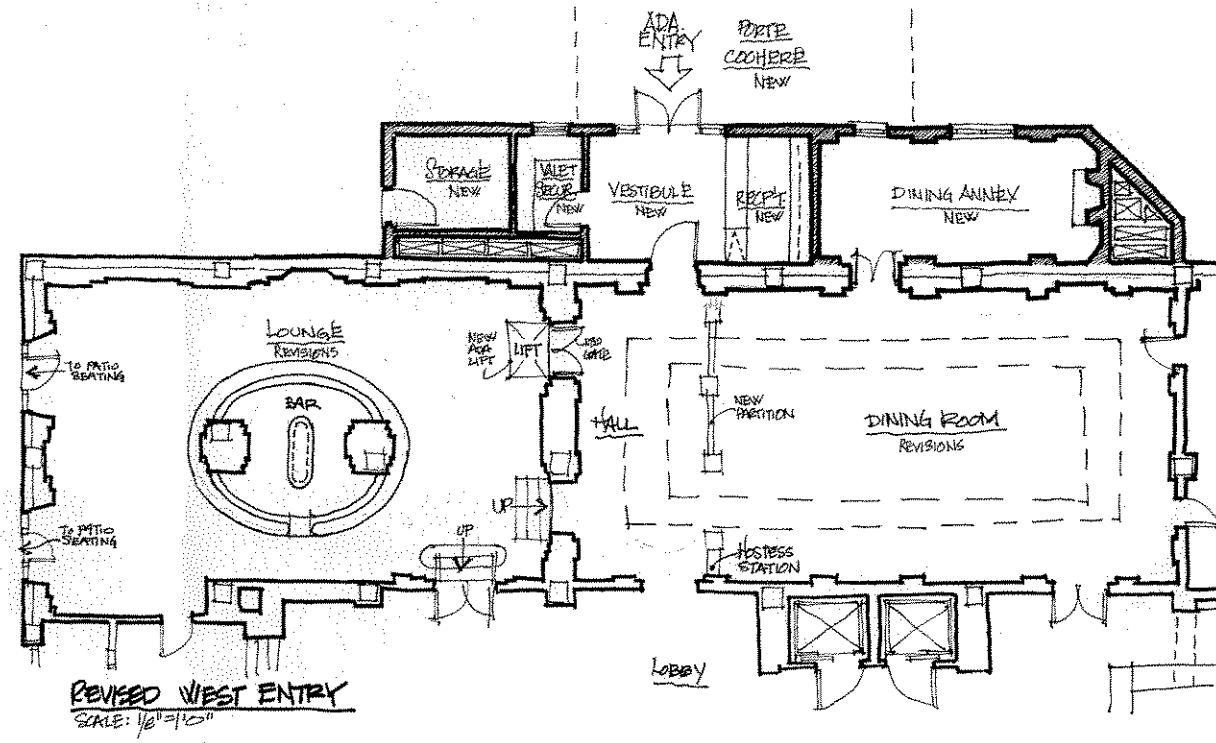 ADA
ENTRY
PORTE
COCHERE
NEW
STORAGE
NEW
VALET
SECUR
NEW
VESTIBULE
NEW
RECPT
NEW
DINING ANNEX
NEW
LOUNGE
REVISIONS
NEW
ADA
LIFT
LIFT
GATE
TO PATIO
SEATING
BAR
HALL
NEW
PARTITION
DINING ROOM
REVISIONS
UP
TO PATIO
SEATING
UP
HOSTESS
STATION
LOBBY
REVISED WEST ENTRY
SCALE: 1/8"=1'0"